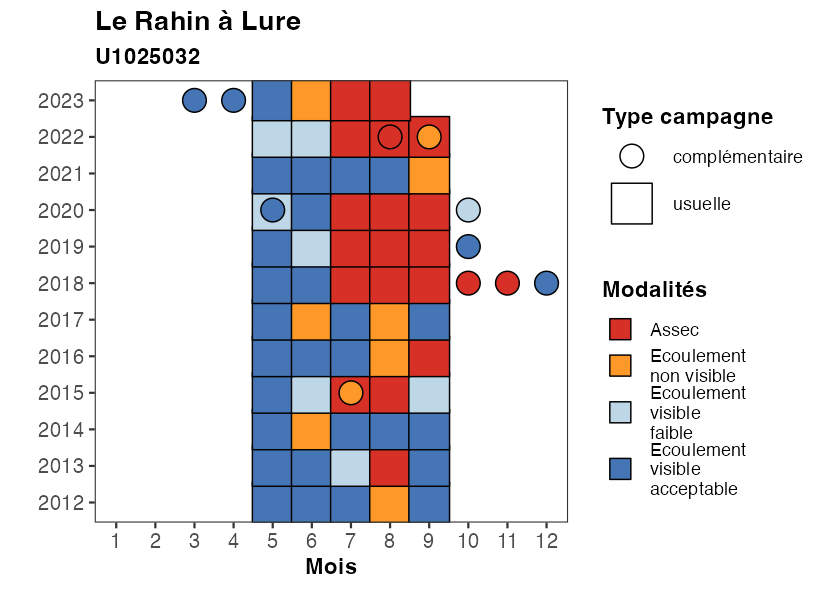 Le Rahin à Lure
U1025032
2023
2022
2021
2020
2019
2018
2017
2016
2015
2014
2013
2012
1 2 3 4 5 6 7 8 9 10 11 12
Mois
Type campagne
complémentaire
usuelle
Modalités
Assec
Ecoulement
non visible
Ecoulement
visible
faible
Ecoulement
visible
acceptable